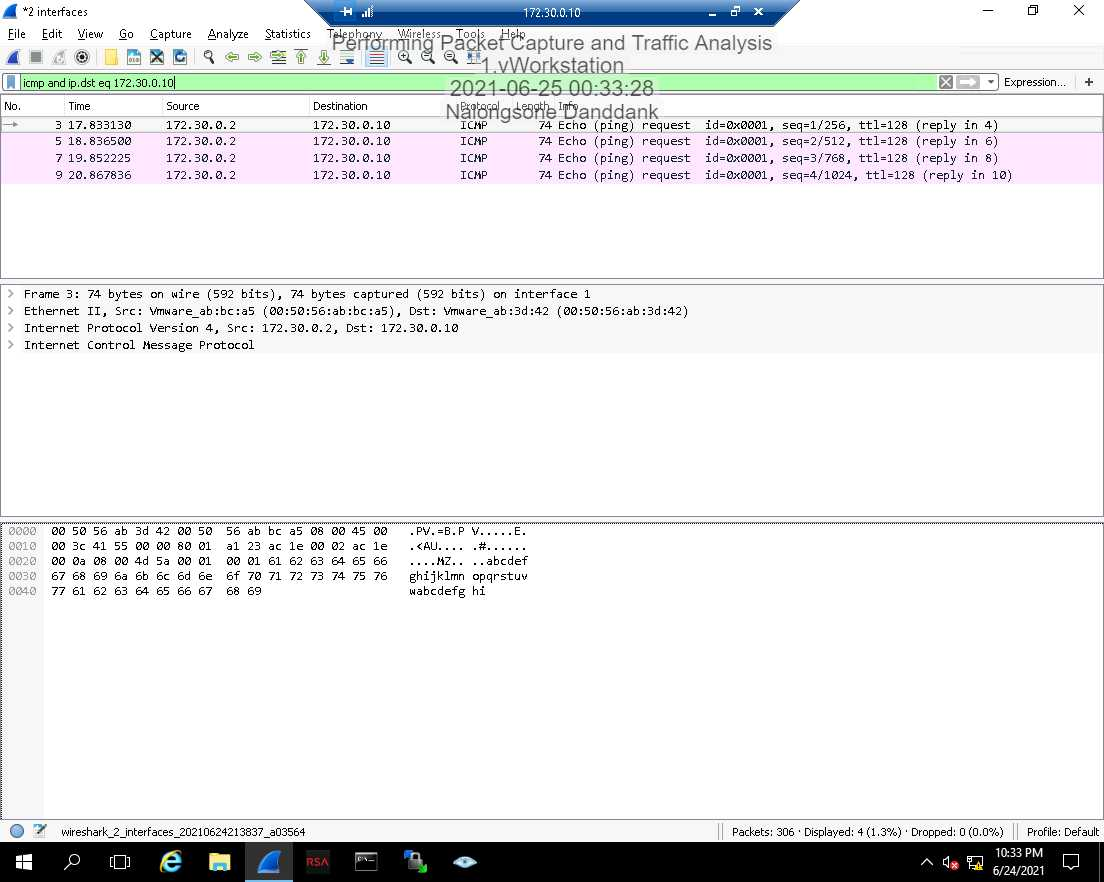 *2 interfaces
172.30.0.10
File Edit View Go Capture Analyze Statistics Telephony Wireless Tools Help
Performing Packet Capture and Traffic Analysis
1.vWorkstation
2021-06-25 00:33:28
Nalongsone Danddank
icmp and ip.dst eq 172.30.0.10
Expression... +
No. Time Source Destination Protocol Length Info
3 17.833130 172.30.0.2 172.30.0.10 ICMP 74 Echo (ping) request id=0x0001, seq=1/256, ttl=128 (reply in 4)
5 18.836500 172.30.0.2 172.30.0.10 ICMP 74 Echo (ping) request id=0x0001, seq=2/512, ttl=128 (reply in 6)
7 19.852225 172.30.0.2 172.30.0.10 ICMP 74 Echo (ping) request id=0x0001, seq=3/768, ttl=128 (reply in 8)
9 20.867836 172.30.0.2 172.30.0.10 ICMP 74 Echo (ping) request id=0x0001, seq=4/1024, ttl=128 (reply in 10)
Frame 3: 74 bytes on wire (592 bits), 74 bytes captured (592 bits) on interface 1
Ethernet II, Src: Vmware_ab:bc:a5 (00:50:56:ab:bc:a5), Dst: Vmware_ab:3d:42 (00:50:56:ab:3d:42)
Internet Protocol Version 4, Src: 172.30.0.2, Dst: 172.30.0.10
Internet Control Message Protocol
0000 00 50 56 ab 3d 42 00 50 56 ab bc a5 08 00 45 00 .PV.=B.P V.....E.
0010 00 3c 41 55 00 00 80 01 a1 23 ac 1e 00 02 ac 1e .<AU.... .#......
0020 00 0a 08 00 4d 5a 00 01 00 01 61 62 63 64 65 66 ....MZ.. ..abcdef
0030 67 68 69 6a 6b 6c 6d 6e 6f 70 71 72 73 74 75 76 ghijklmn opqrstuv
0040 77 61 62 63 64 65 66 67 68 69 wabcdefg hi
wireshark_2_interfaces_20210624213837_a03564
Packets: 306 · Displayed: 4 (1.3%) · Dropped: 0 (0.0%)
Profile: Default
RSA
10:33 PM
6/24/2021